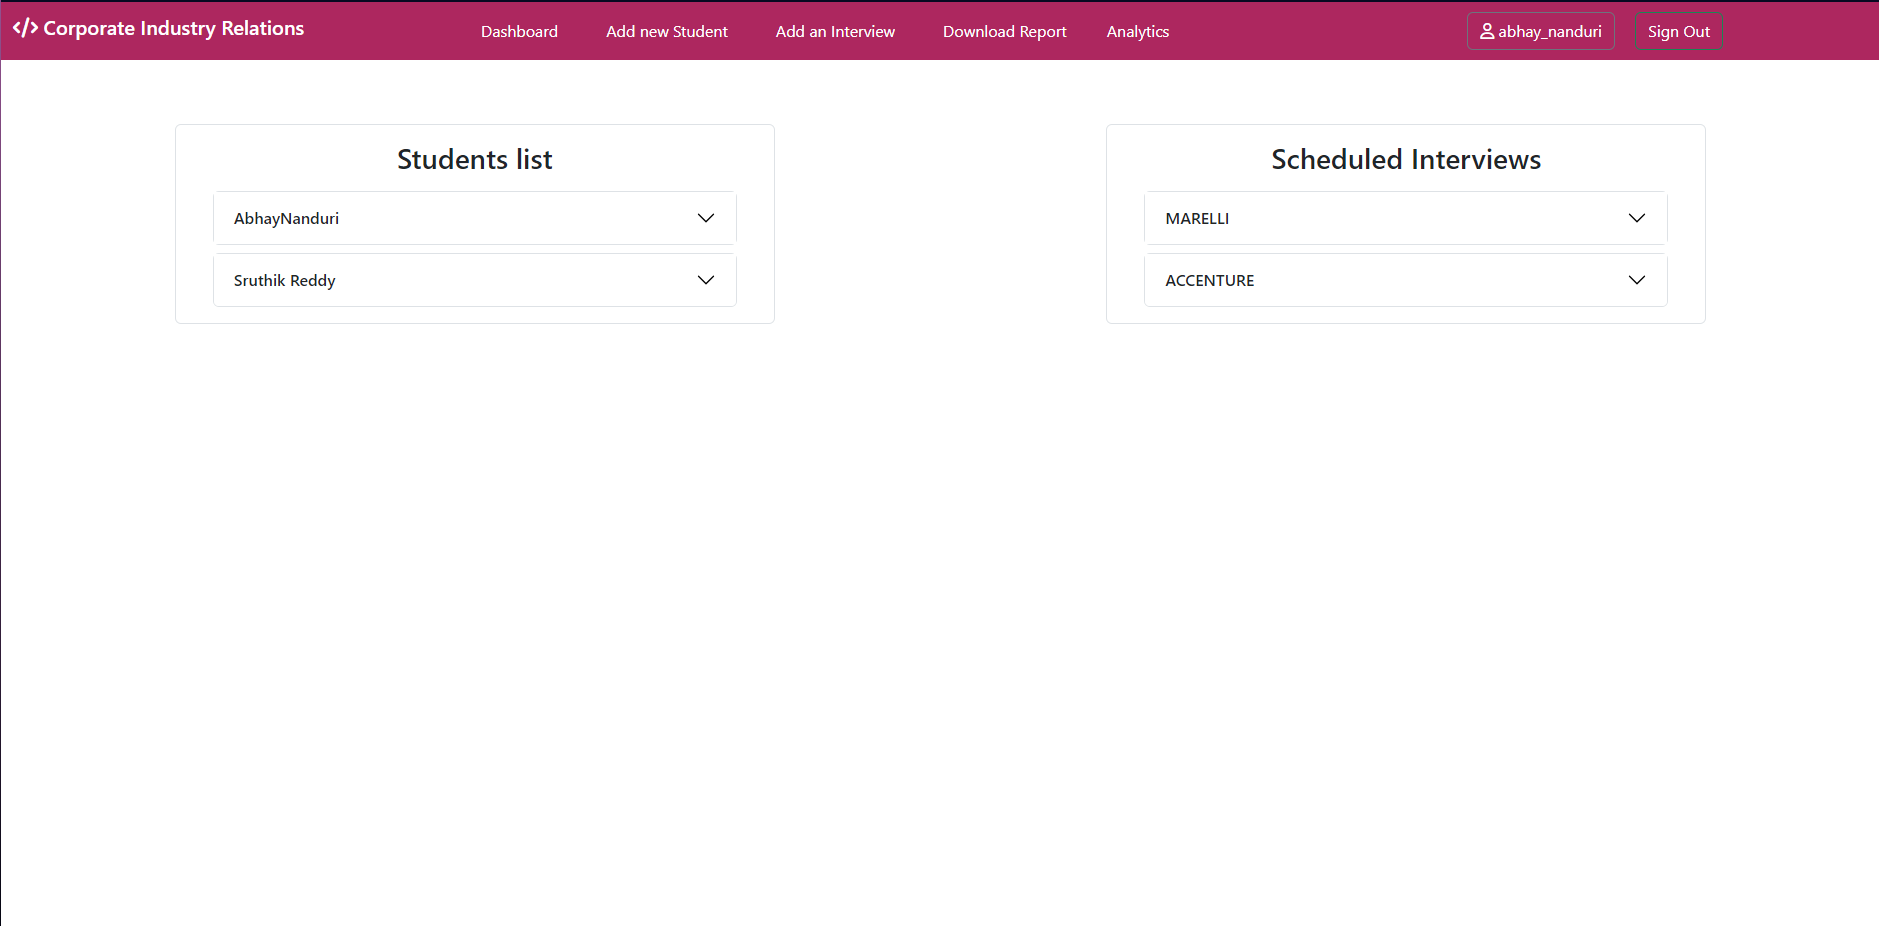 </> Corporate Industry Relations
Dashboard
Add new Student
Add an Interview
Download Report
Analytics
abhay_nanduri
Sign Out
Students list
AbhayNanduri
Sruthik Reddy
Scheduled Interviews
MARELLI
ACCENTURE